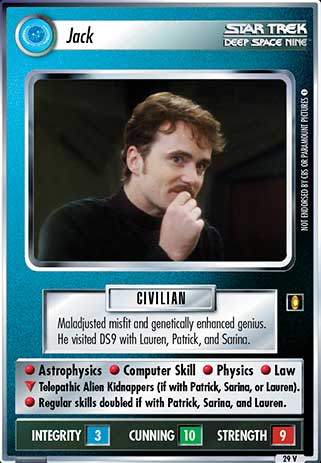 Jack
STAR TREK
DEEP SPACE NINE
NOT ENDORSED BY CBS OR PARAMOUNT PICTURES
CIVILIAN
Maladjusted misfit and genetically enhanced genius.
He visited DS9 with Lauren, Patrick, and Sarina.
Astrophysics • Computer Skill • Physics • Law
Telepathic Alien Kidnappers (if with Patrick, Sarina, or Lauren).
Regular skills doubled if with Patrick, Sarina, and Lauren.
INTEGRITY 3 CUNNING 10 STRENGTH 9
29 V